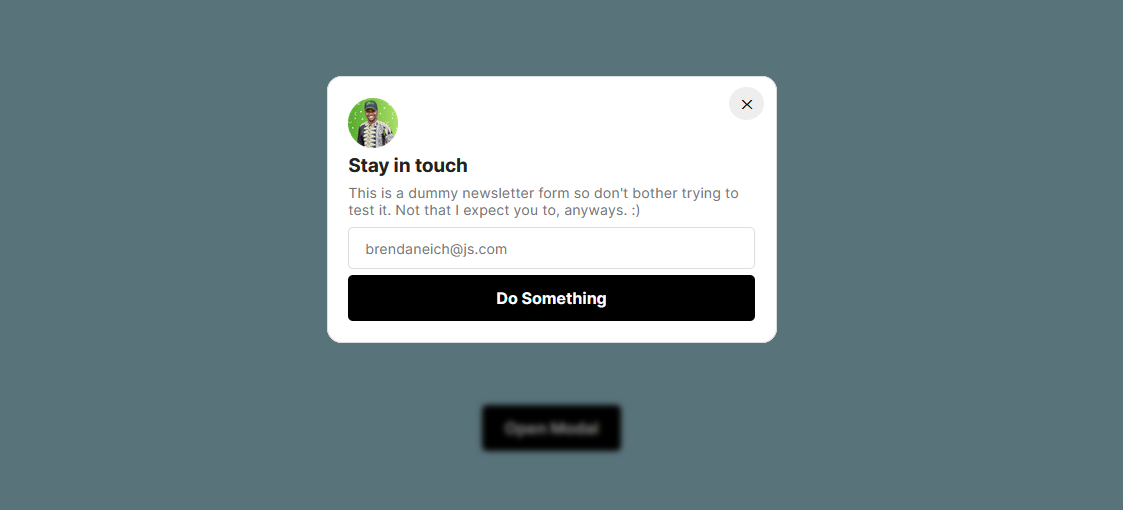 Stay in touch
This is a dummy newsletter form so don't bother trying to
test it. Not that I expect you to, anyways. :)
brendaneich@js.com
Do Something
Open Modal